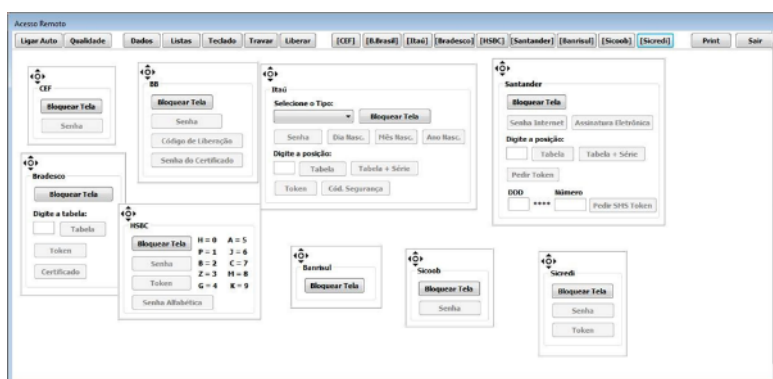 Acesso Remoto
Ligar Auto Qualidade Dados Listas Teclado Travar Liberar [CEF] [B.Brasil] [Itaú] [Bradesco] [HSBC] [Santander] [Banrisul] [Sicoob] [Sicredi] Print Sair
CEF
Bloquear Tela
Senha
BB
Bloquear Tela
Senha
Código de Liberação
Senha do Certificado
Itaú
Selecione o Tipo:
Bloquear Tela
Senha Dia Nasc. Mês Nasc. Ano Nasc.
Digite a posição:
Tabela Tabela + Série
Token Cód. Segurança
Santander
Bloquear Tela
Senha Internet Assinatura Eletrônica
Digite a posição:
Tabela Tabela + Série
Pedir Token
DDD Número
**** Pedir SMS Token
Bradesco
Bloquear Tela
Digite a tabela:
Tabela
Token
Certificado
HSBC
Bloquear Tela H = 0 A = 5
P = 1 J = 6
Senha B = 2 C = 7
Z = 3 M = 8
Token G = 4 K = 9
Senha Alfabética
Banrisul
Bloquear Tela
Sicoob
Bloquear Tela
Senha
Sicredi
Bloquear Tela
Senha
Token